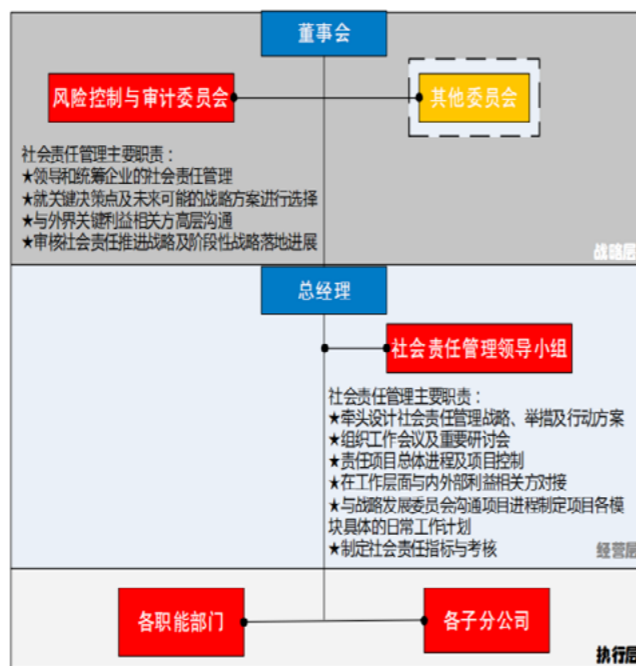 董事会
风险控制与审计委员会
其他委员会
社会责任管理主要职责：
★领导和统筹企业的社会责任管理
★就关键决策点及未来可能的战略方案进行选择
★与外界关键利益相关方高层沟通
★审核社会责任推进战略及阶段性战略落地进展
战略层
总经理
社会责任管理领导小组
社会责任管理主要职责：
★牵头设计社会责任管理战略、举措及行动方案
★组织工作会议及重要研讨会
★责任项目总体进程及项目控制
★在工作层面与内外部利益相关方对接
★与战略发展委员会沟通项目进程制定项目各模
块具体的日常工作计划
★制定社会责任指标与考核
经营层
各职能部门
各子分公司
执行层